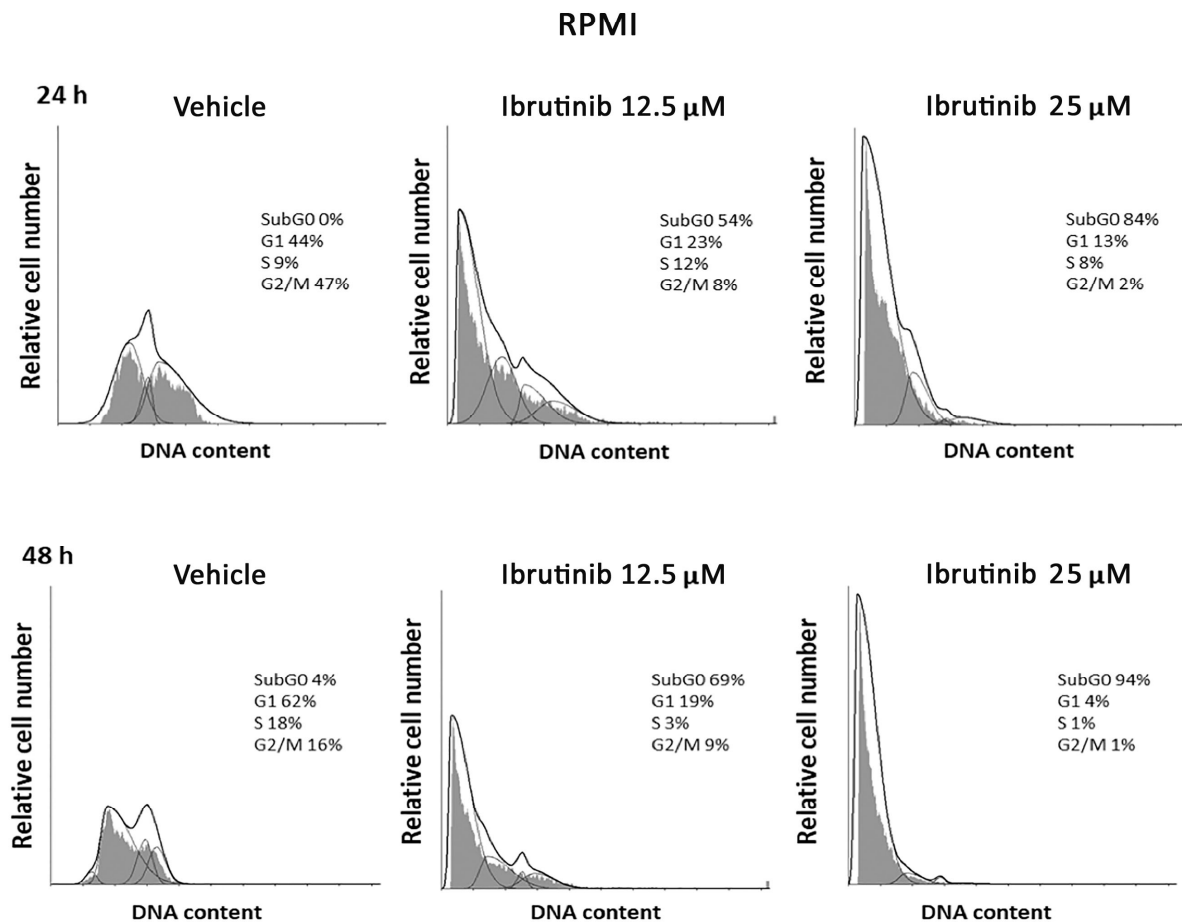 RPMI
24 h
Vehicle
Ibrutinib 12.5 μM
Ibrutinib 25 μM
Relative cell number
SubG0 0%
G1 44%
S 9%
G2/M 47%
DNA content
Relative cell number
SubG0 54%
G1 23%
S 12%
G2/M 8%
DNA content
Relative cell number
SubG0 84%
G1 13%
S 8%
G2/M 2%
DNA content
48 h
Vehicle
Ibrutinib 12.5 μM
Ibrutinib 25 μM
Relative cell number
SubG0 4%
G1 62%
S 18%
G2/M 16%
DNA content
Relative cell number
SubG0 69%
G1 19%
S 3%
G2/M 9%
DNA content
Relative cell number
SubG0 94%
G1 4%
S 1%
G2/M 1%
DNA content